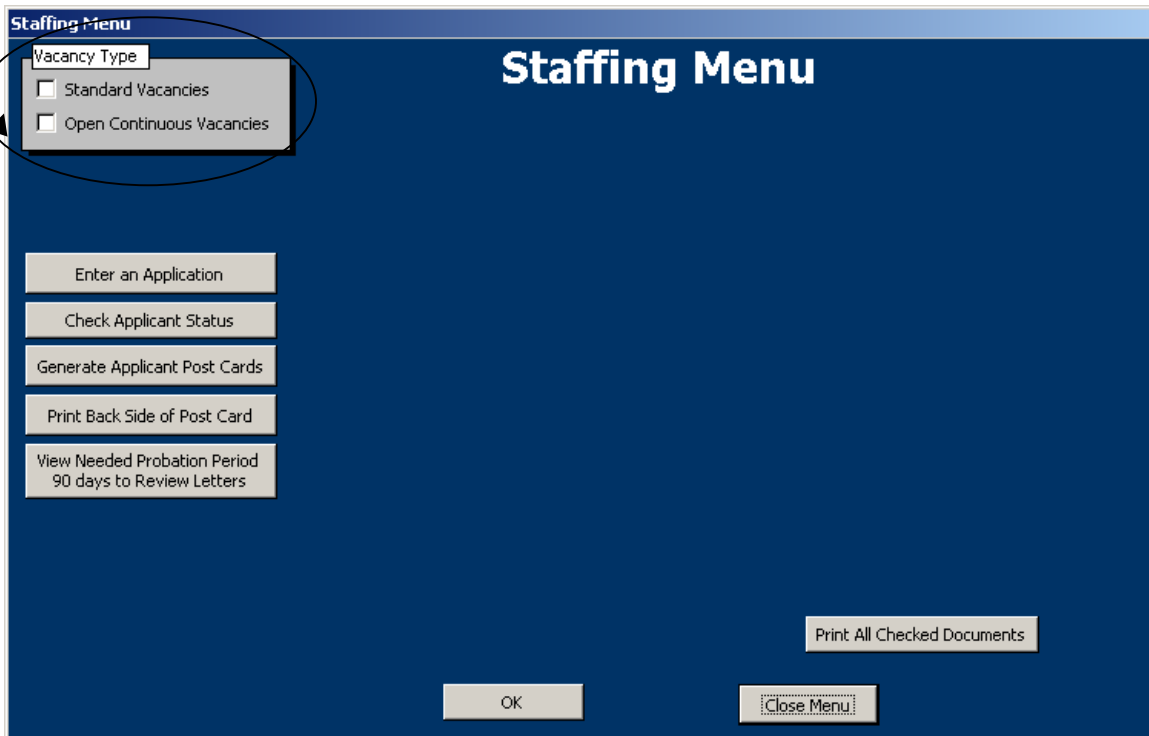 Staffing Menu
Staffing Menu
Vacancy Type
Standard Vacancies
Open Continuous Vacancies
Enter an Application
Check Applicant Status
Generate Applicant Post Cards
Print Back Side of Post Card
View Needed Probation Period
90 days to Review Letters
Print All Checked Documents
OK
Close Menu